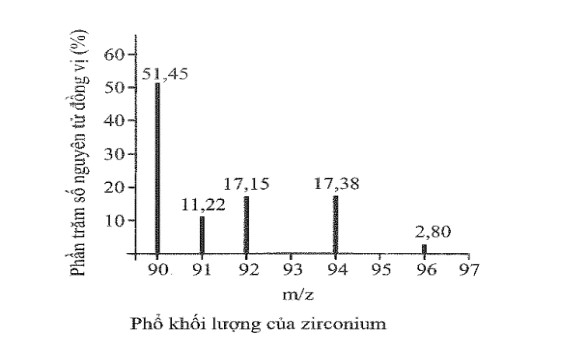 Phần trăm số nguyên tử đồng vị (%)
60
50
40
30
20
10
51,45
11,22
17,15
17,38
2,80
90 91 92 93 94 95 96 97
m/z
Phổ khối lượng của zirconium